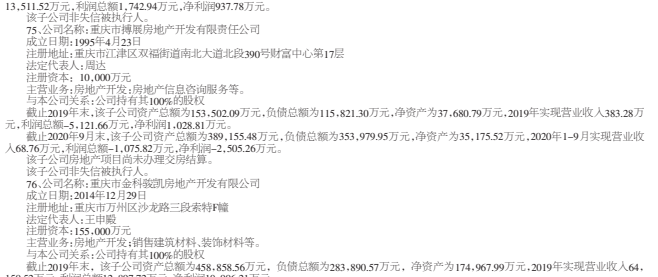 13,511.52万元,利润总额1,742.94万元,净利润937.78万元。
该子公司非失信被执行人。
75、公司名称:重庆市搏展房地产开发有限责任公司
成立日期:1995年4月23日
注册地址:重庆市江津区双福街道南北大道北段390号财富中心第17层
法定代表人:周达
注册资本: 10,000万元
主营业务:房地产开发;房地产信息咨询服务等。
与本公司关系:公司持有其100%的股权
截止2019年末,该子公司资产总额为153,502.09万元,负债总额为115,821.30万元,净资产为37,680.79万元,2019年实现营业收入383.28万
元,利润总额-5,121.66万元,净利润1,028.81万元。
截止2020年9月末,该子公司资产总额为389,155.48万元,负债总额为353,979.95万元,净资产为35,175.52万元,2020年1-9月实现营业收
入68.76万元,利润总额-1,075.82万元,净利润-2,505.26万元。
该子公司房地产项目尚未办理交房结算。
该子公司非失信被执行人。
76、公司名称:重庆市金科骏凯房地产开发有限公司
成立日期:2014年12月29日
注册地址:重庆市万州区沙龙路三段索特F幢
法定代表人:王申殿
注册资本:155,000万元
主营业务:房地产开发;销售建筑材料、装饰材料等。
与本公司关系:公司持有其100%的股权
截止2019年末, 该子公司资产总额为458,858.56万元, 负债总额为283,890.57万元, 净资产为174,967.99万元,2019年实现营业收入64,